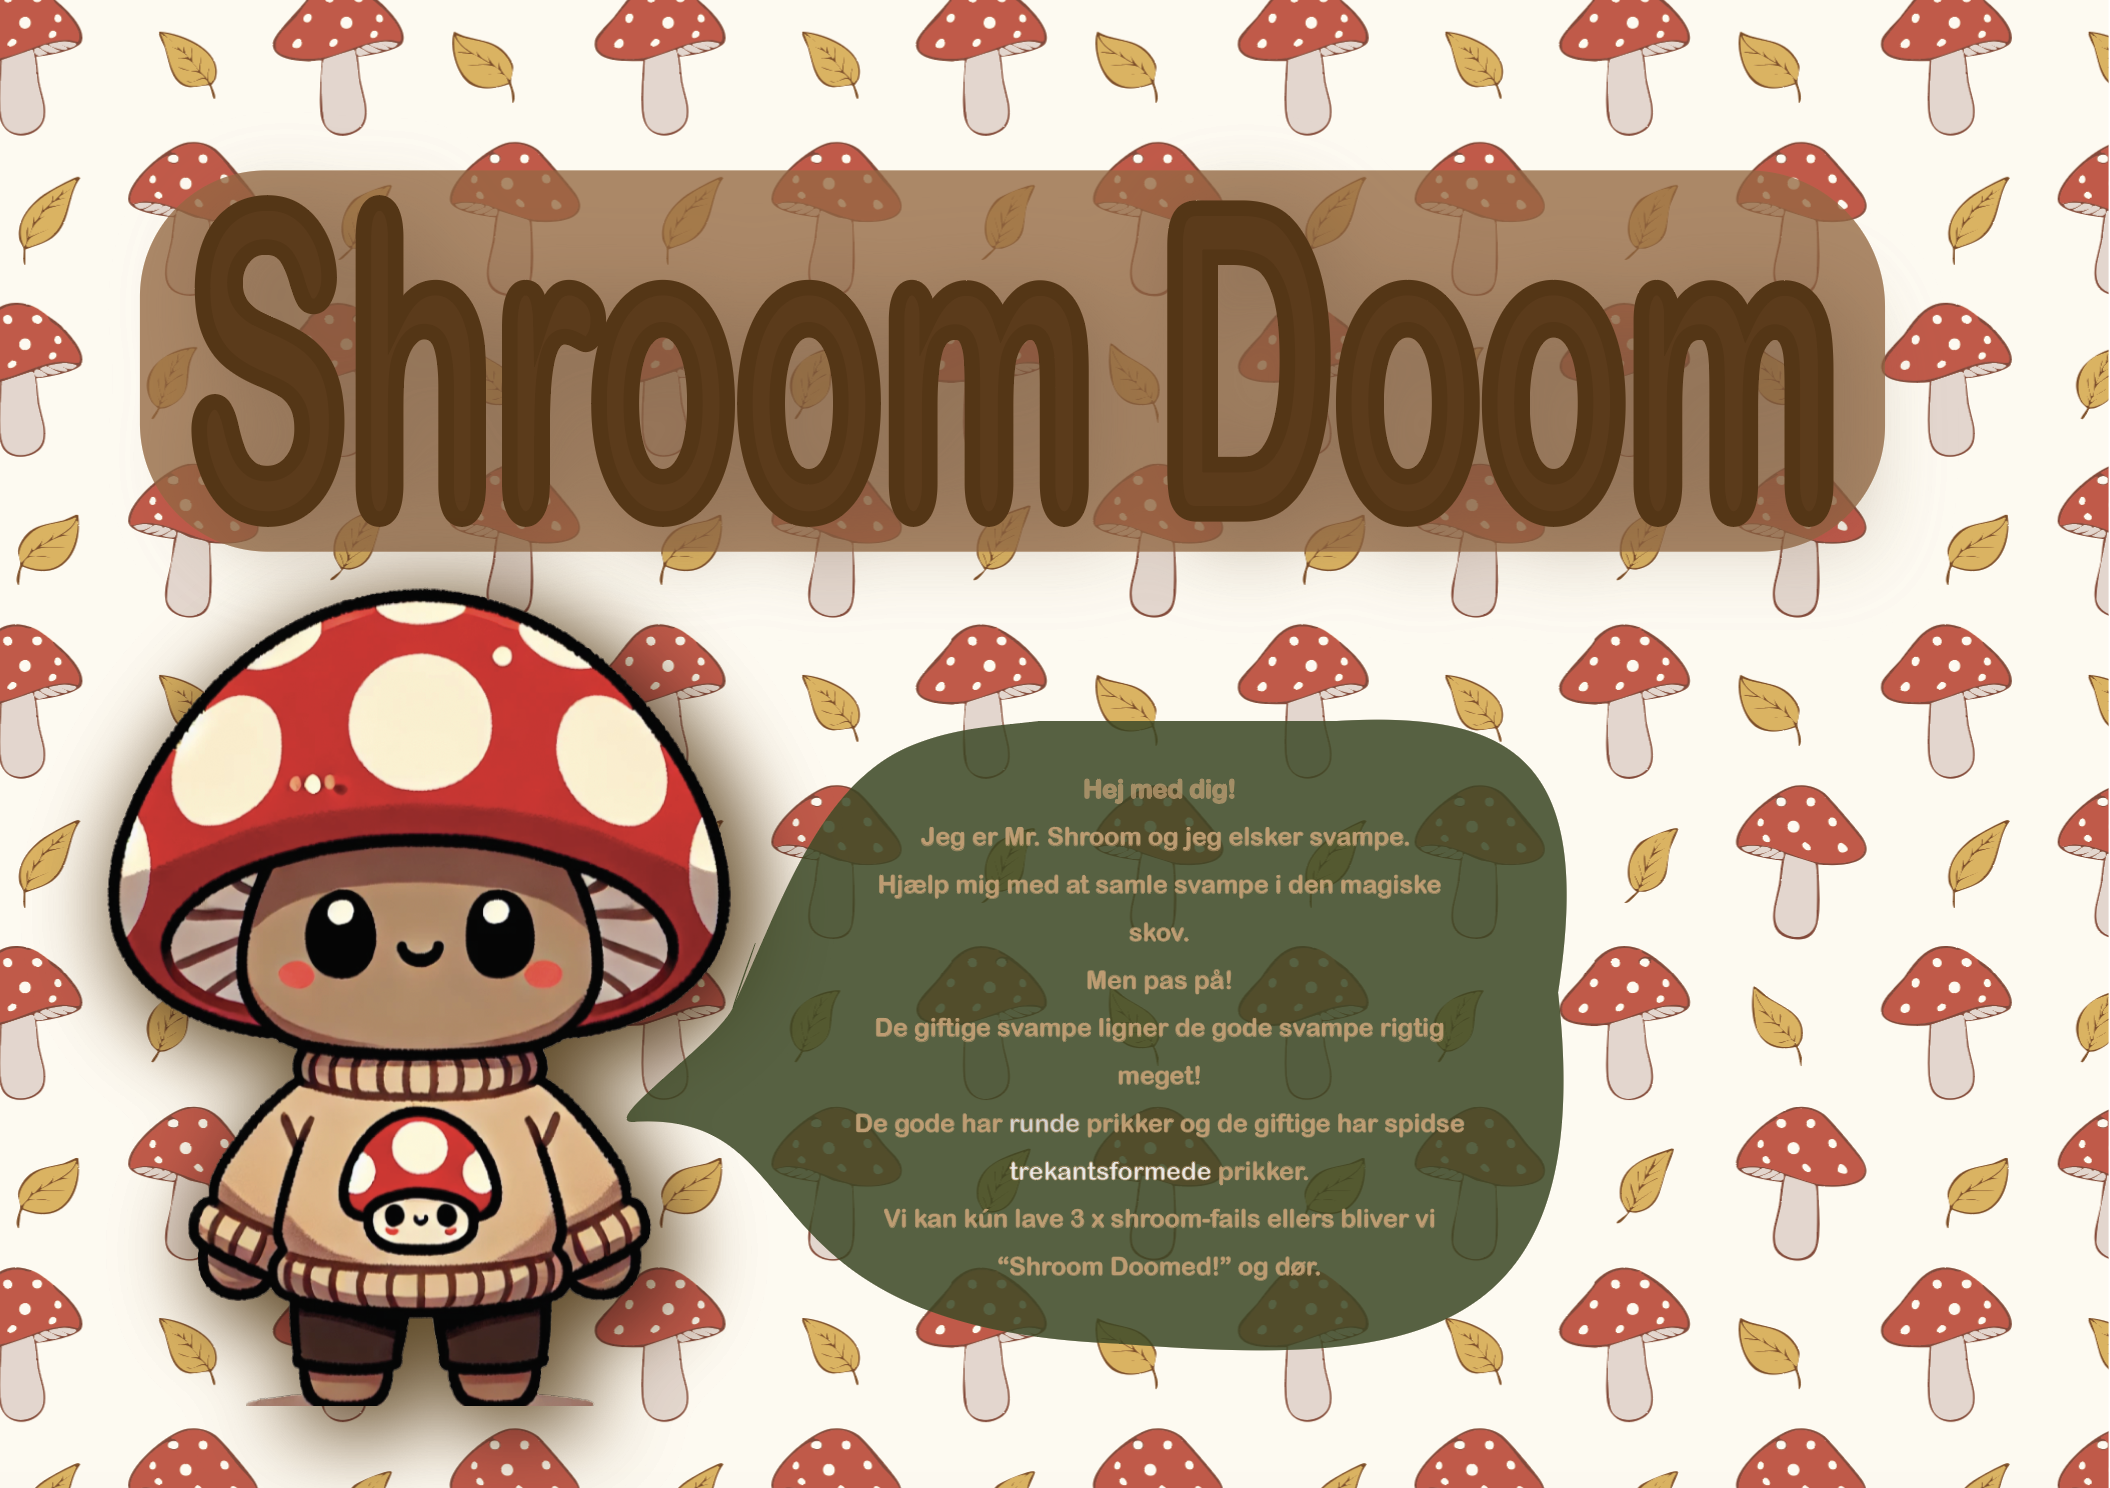 Shroom Doom
Hej med dig!
Jeg er Mr. Shroom og jeg elsker svampe.
Hjælp mig med at samle svampe i den magiske
skov.
Men pas på!
De giftige svampe ligner de gode svampe rigtig
meget!
De gode har runde prikker og de giftige har spidse
trekantsformede prikker.
Vi kan kún lave 3 x shroom-fails ellers bliver vi
“Shroom Doomed!” og dør.